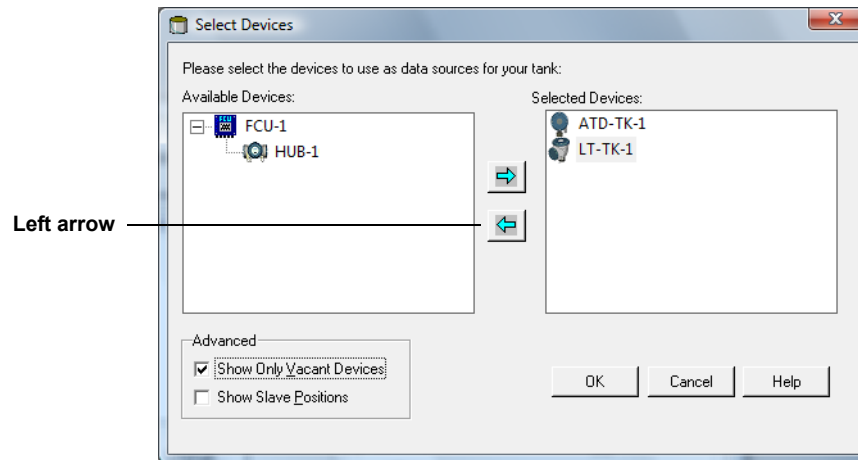 Select Devices
Please select the devices to use as data sources for your tank:
Available Devices:
Selected Devices:
FCU
FCU-1
HUB-1
ATD-TK-1
LT-TK-1
Left arrow
Advanced
Show Only Vacant Devices
Show Slave Positions
OK
Cancel
Help